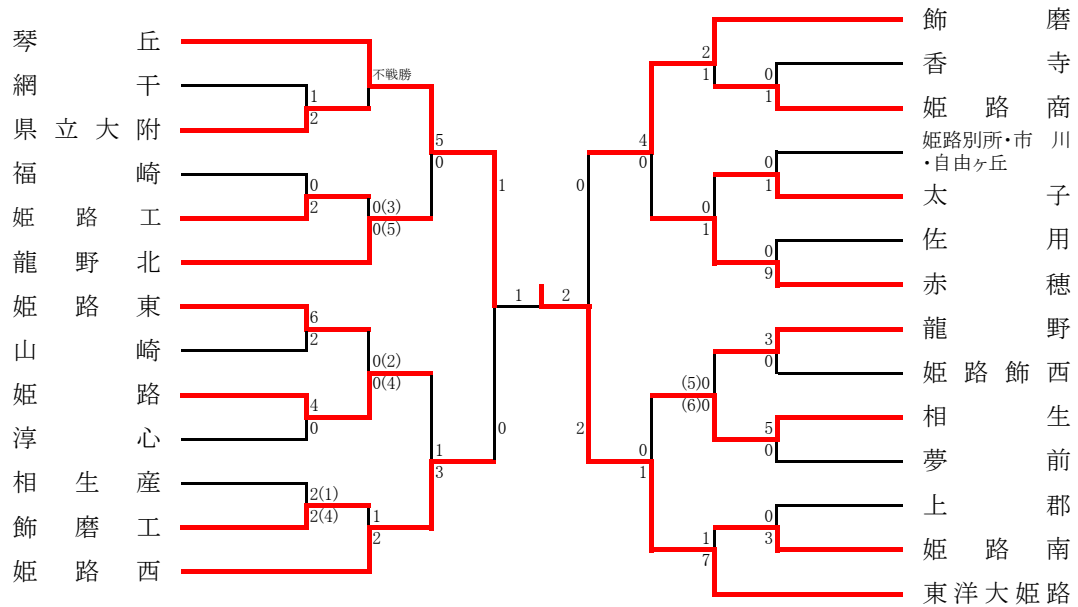 琴丘
網干
県立大附
福崎
姫路工
龍野北
姫路東
山崎
姫路
淳心
相生産
飾磨工
姫路西
不戦勝
1
2
0
2
0(3)
0(5)
5
0
6
2
4
0
0(2)
0(4)
2(1)
2(4)
1
2
1
3
1
0
1
2
0
2
4
0
0
1
2
1
0
1
0
1
0
1
0
9
(5)0
(6)0
3
0
5
0
1
7
0
3
飾磨
香寺
姫路商
姫路別所・市川
・自由ヶ丘
太子
佐用
赤穂
龍野
姫路飾西
相生
夢前
上郡
姫路南
東洋大姫路